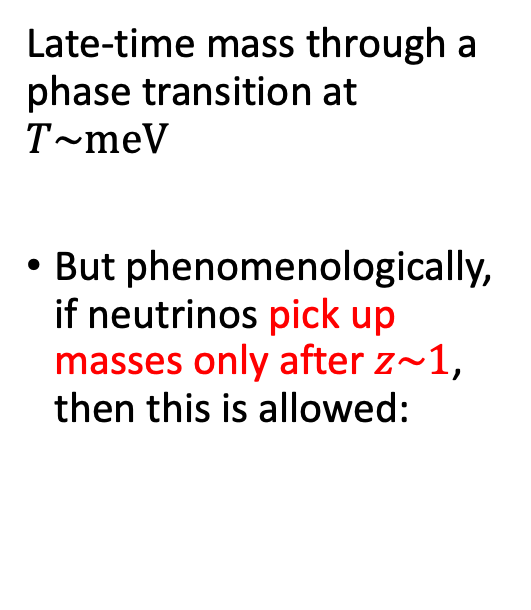 Late-time mass through a
phase transition at
T~meV
• But phenomenologically,
if neutrinos pick up
masses only after z~1,
then this is allowed: